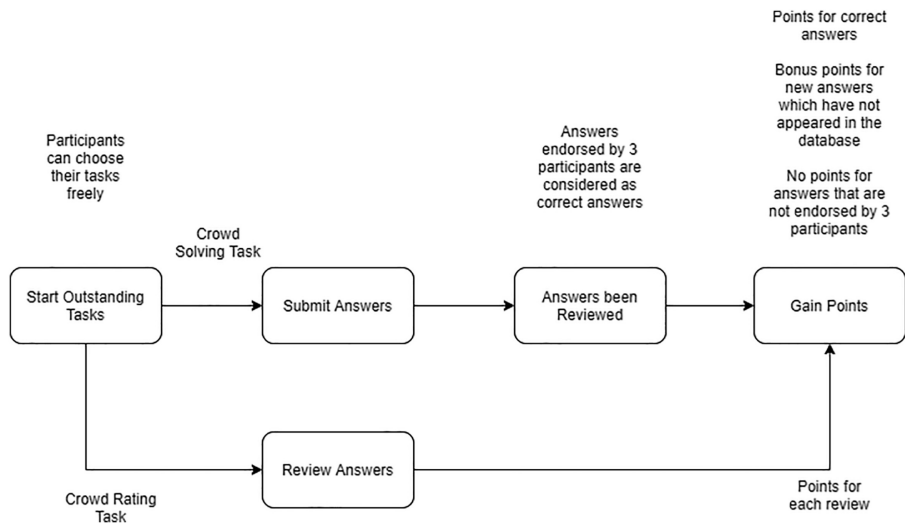 Points for correct
answers
Bonus points for
new answers
which have not
appeared in the
database
No points for
answers that are
not endorsed by 3
participants
Participants
can choose
their tasks
freely
Answers
endorsed by 3
participants are
considered as
correct answers
Crowd
Solving Task
Start Outstanding
Tasks
Submit Answers
Answers been
Reviewed
Gain Points
Review Answers
Crowd Rating
Task
Points for
each review